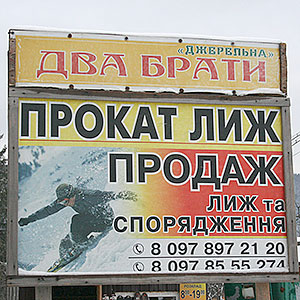 «ДЖЕРЕЛЬНА»
ДВА БРАТИ
ПРОКАТ ЛИЖ
ПРОДАЖ
ЛИЖ та
СПОРЯДЖЕННЯ
8 097 897 21 20
8 097 85 55 274